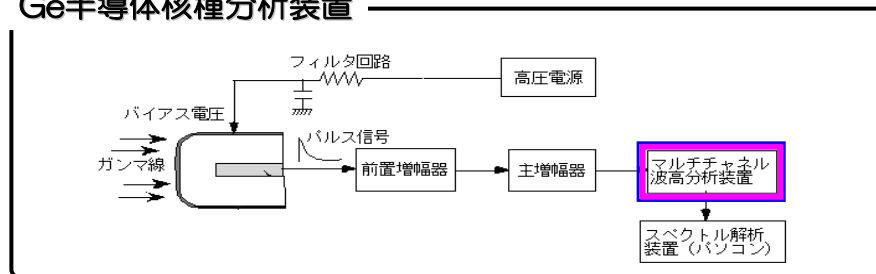 Ge半導体核種分析装置
フィルタ回路
高圧電源
バイアス電圧
パルス信号
ガンマ線
前置増幅器
主増幅器
マルチチャネル
波高分析装置
スペクトル解析
装置（パソコン）